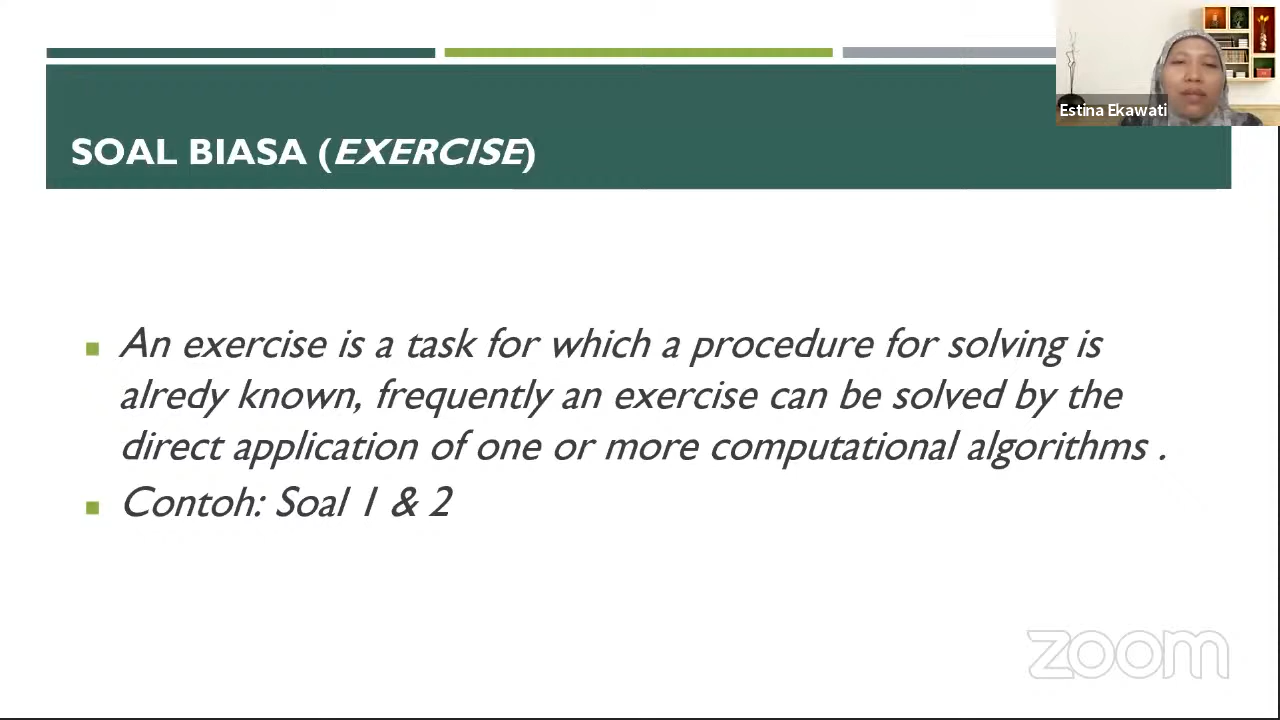 Estina Ekawati
SOAL BIASA (EXERCISE)
An exercise is a task for which a procedure for solving is
alredy known, frequently an exercise can be solved by the
direct application of one or more computational algorithms .
Contoh: Soal 1 & 2
zoom